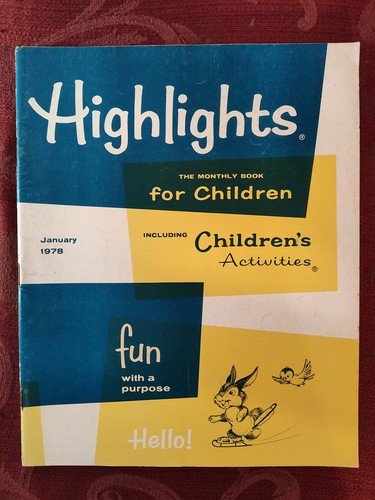 Highlights®
THE MONTHLY BOOK
for Children
January
1978
INCLUDING Children's
Activities®
fun
with a
purpose
Hello!